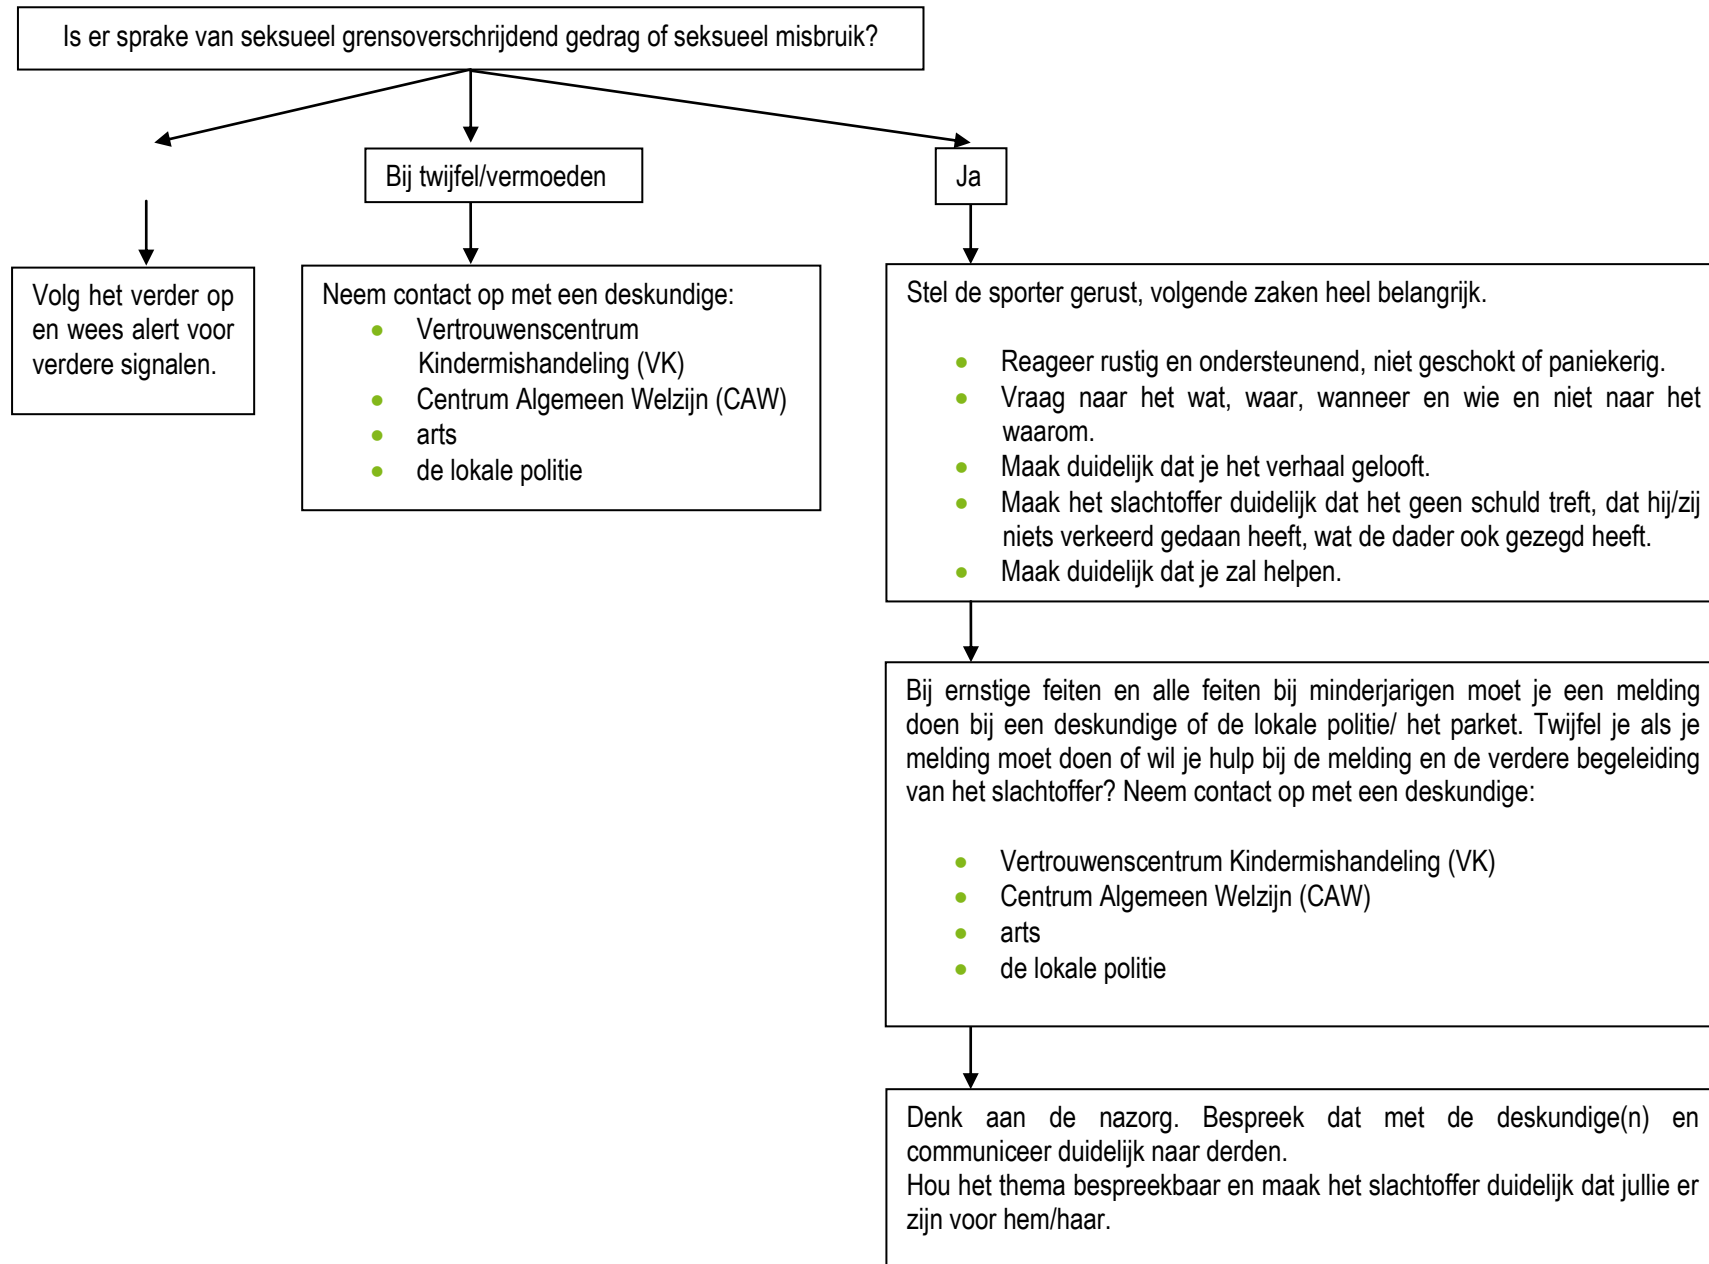 Is er sprake van seksueel grensoverschrijdend gedrag of seksueel misbruik?
Bij twijfel/vermoeden
Ja
Volg het verder op
en wees alert voor
verdere signalen.
Neem contact op met een deskundige:
• Vertrouwenscentrum
Kindermishandeling (VK)
• Centrum Algemeen Welzijn (CAW)
• arts
• de lokale politie
Stel de sporter gerust, volgende zaken heel belangrijk.
• Reageer rustig en ondersteunend, niet geschokt of paniekerig.
• Vraag naar het wat, waar, wanneer en wie en niet naar het
waarom.
• Maak duidelijk dat je het verhaal gelooft.
• Maak het slachtoffer duidelijk dat het geen schuld treft, dat hij/zij
niets verkeerd gedaan heeft, wat de dader ook gezegd heeft.
• Maak duidelijk dat je zal helpen.
Bij ernstige feiten en alle feiten bij minderjarigen moet je een melding
doen bij een deskundige of de lokale politie/ het parket. Twijfel je als je
melding moet doen of wil je hulp bij de melding en de verdere begeleiding
van het slachtoffer? Neem contact op met een deskundige:
• Vertrouwenscentrum Kindermishandeling (VK)
• Centrum Algemeen Welzijn (CAW)
• arts
• de lokale politie
Denk aan de nazorg. Bespreek dat met de deskundige(n) en
communiceer duidelijk naar derden.
Hou het thema bespreekbaar en maak het slachtoffer duidelijk dat jullie er
zijn voor hem/haar.